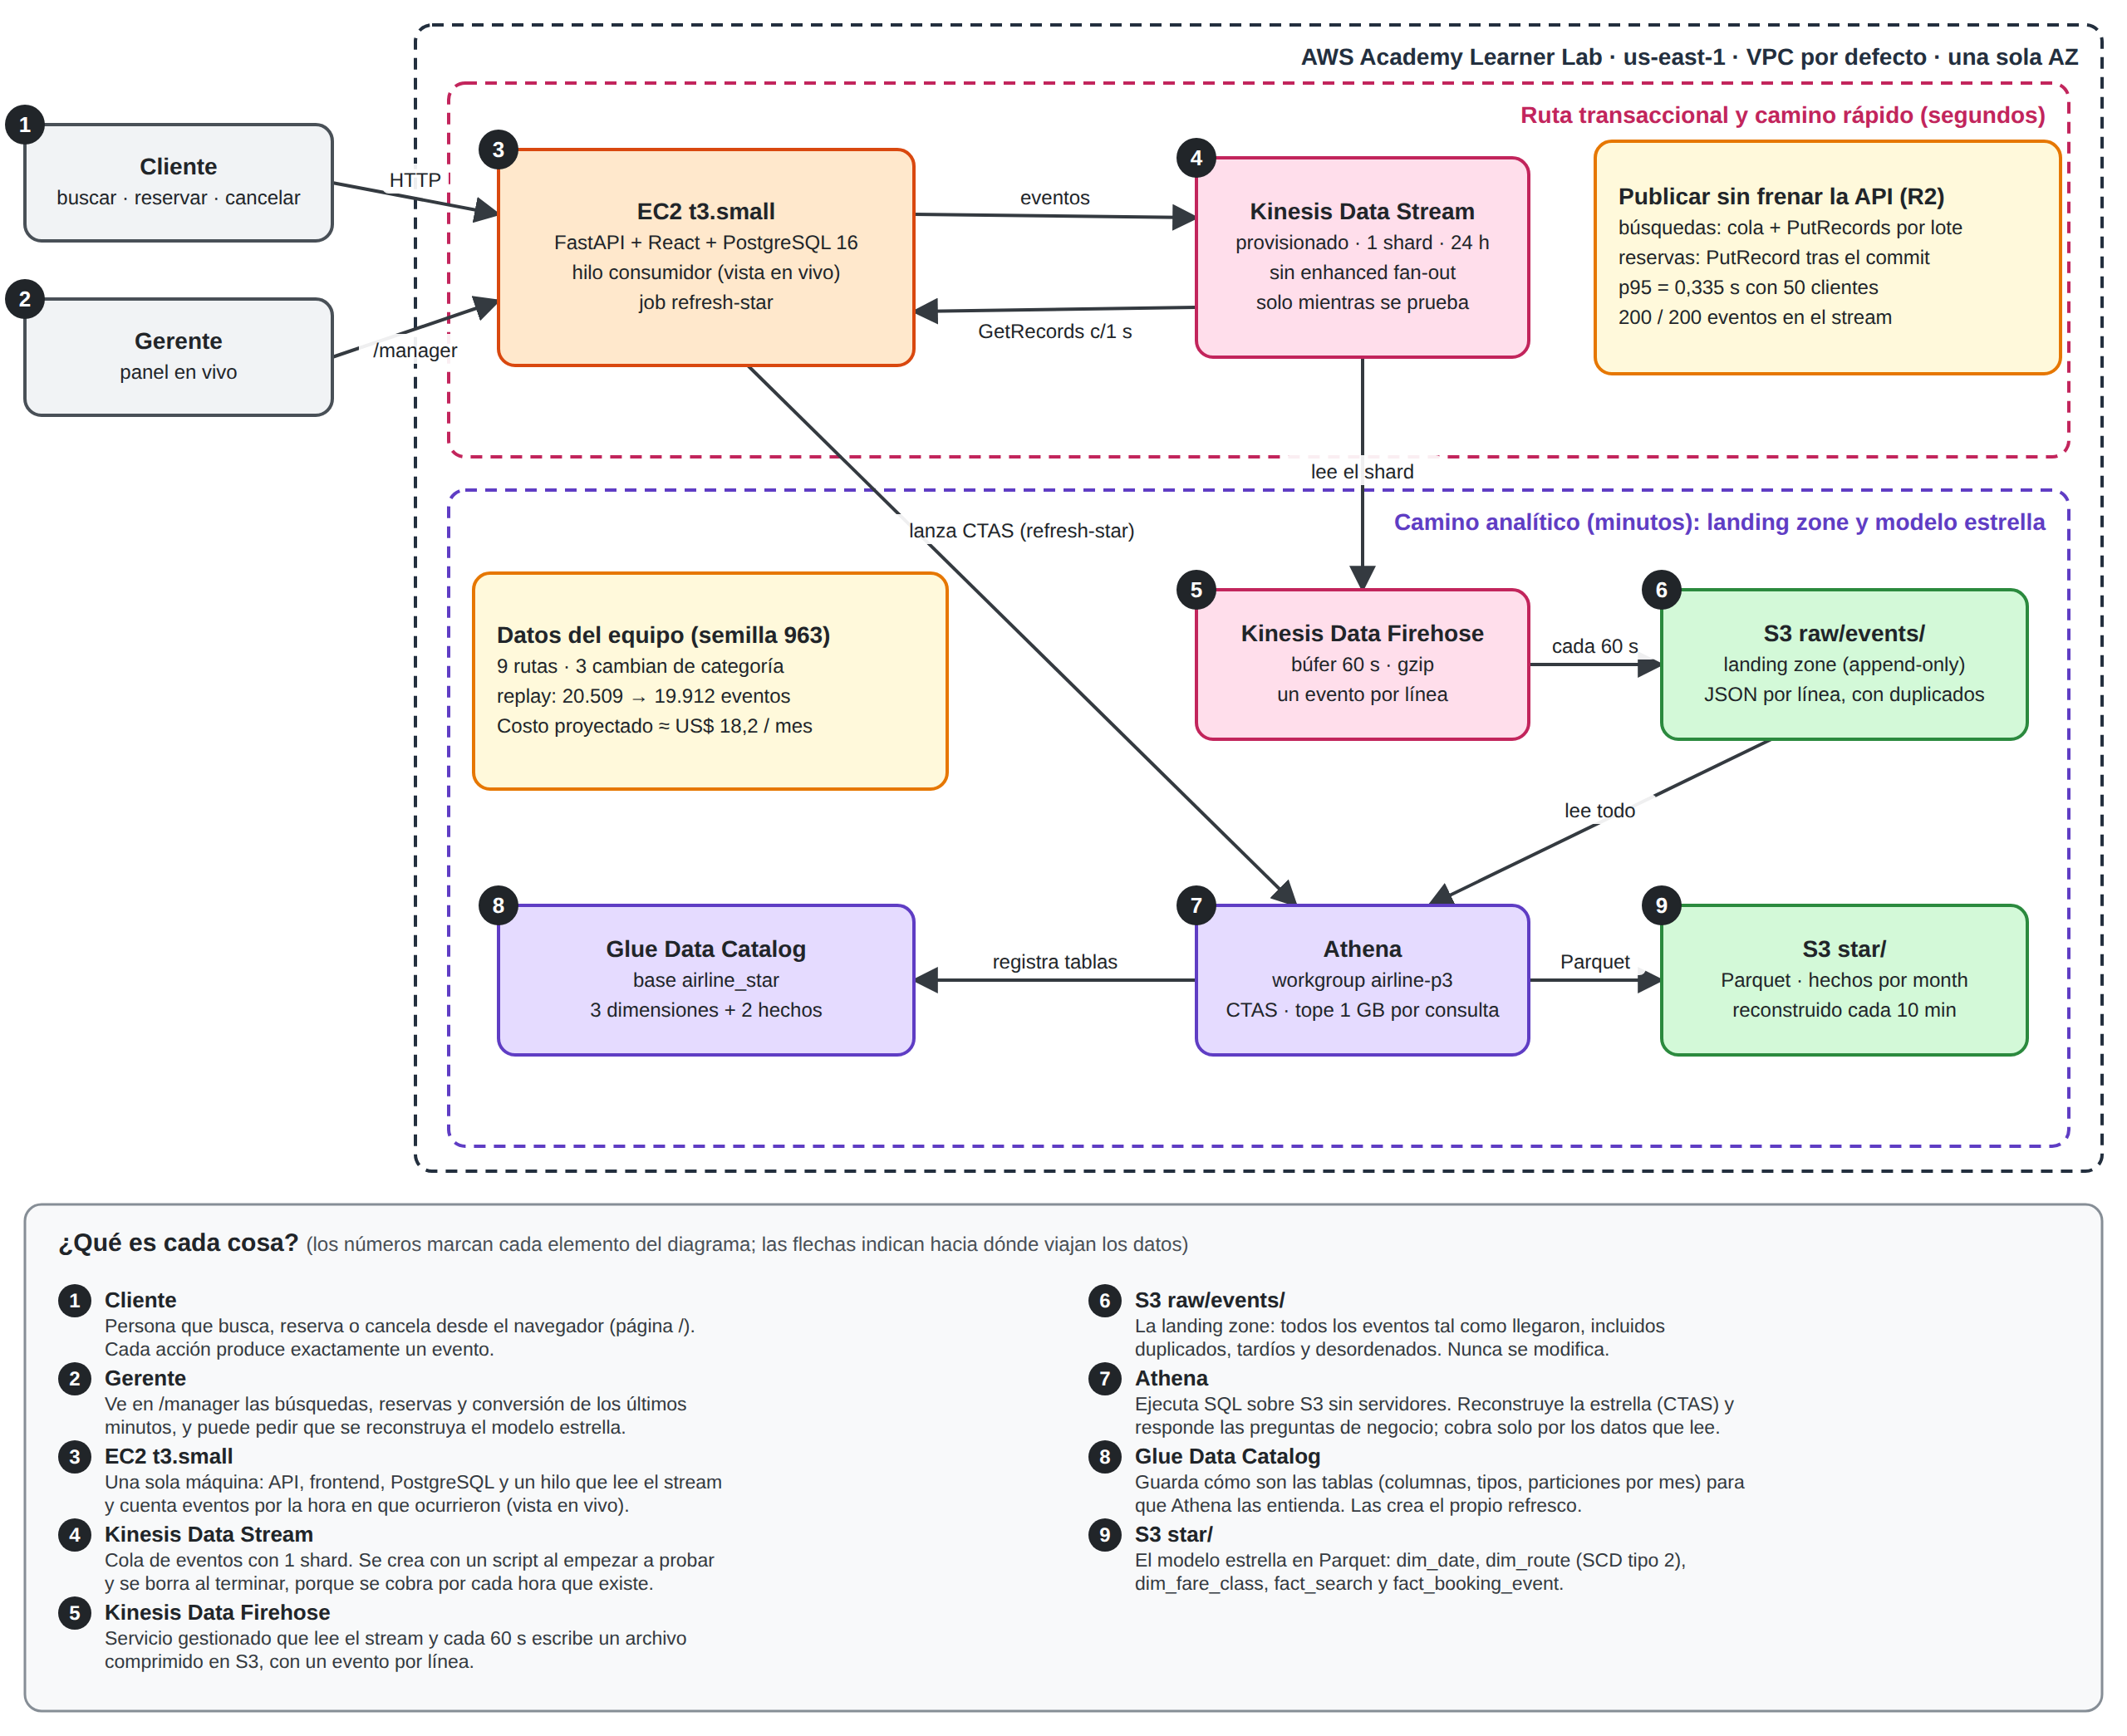 AWS Academy Learner Lab · us-east-1 · VPC por defecto · una sola AZ
Ruta transaccional y camino rápido (segundos)
1
Cliente
buscar · reservar · cancelar
HTTP
2
Gerente
panel en vivo
/manager
3
EC2 t3.small
FastAPI + React + PostgreSQL 16
hilo consumidor (vista en vivo)
job refresh-star
eventos
GetRecords c/1 s
4
Kinesis Data Stream
provisionado · 1 shard · 24 h
sin enhanced fan-out
solo mientras se prueba
Publicar sin frenar la API (R2)
búsquedas: cola + PutRecords por lote
reservas: PutRecord tras el commit
p95 = 0,335 s con 50 clientes
200 / 200 eventos en el stream
lee el shard
Camino analítico (minutos): landing zone y modelo estrella
lanza CTAS (refresh-star)
Datos del equipo (semilla 963)
9 rutas · 3 cambian de categoría
replay: 20.509 → 19.912 eventos
Costo proyectado ≈ US$ 18,2 / mes
5
Kinesis Data Firehose
búfer 60 s · gzip
un evento por línea
cada 60 s
6
S3 raw/events/
landing zone (append-only)
JSON por línea, con duplicados
lee todo
8
Glue Data Catalog
base airline_star
3 dimensiones + 2 hechos
registra tablas
7
Athena
workgroup airline-p3
CTAS · tope 1 GB por consulta
Parquet
9
S3 star/
Parquet · hechos por month
reconstruido cada 10 min
¿Qué es cada cosa? (los números marcan cada elemento del diagrama; las flechas indican hacia dónde viajan los datos)
1 Cliente
Persona que busca, reserva o cancela desde el navegador (página /).
Cada acción produce exactamente un evento.
2 Gerente
Ve en /manager las búsquedas, reservas y conversión de los últimos
minutos, y puede pedir que se reconstruya el modelo estrella.
3 EC2 t3.small
Una sola máquina: API, frontend, PostgreSQL y un hilo que lee el stream
y cuenta eventos por la hora en que ocurrieron (vista en vivo).
4 Kinesis Data Stream
Cola de eventos con 1 shard. Se crea con un script al empezar a probar
y se borra al terminar, porque se cobra por cada hora que existe.
5 Kinesis Data Firehose
Servicio gestionado que lee el stream y cada 60 s escribe un archivo
comprimido en S3, con un evento por línea.
6 S3 raw/events/
La landing zone: todos los eventos tal como llegaron, incluidos
duplicados, tardíos y desordenados. Nunca se modifica.
7 Athena
Ejecuta SQL sobre S3 sin servidores. Reconstruye la estrella (CTAS) y
responde las preguntas de negocio; cobra solo por los datos que lee.
8 Glue Data Catalog
Guarda cómo son las tablas (columnas, tipos, particiones por mes) para
que Athena las entienda. Las crea el propio refresco.
9 S3 star/
El modelo estrella en Parquet: dim_date, dim_route (SCD tipo 2),
dim_fare_class, fact_search y fact_booking_event.